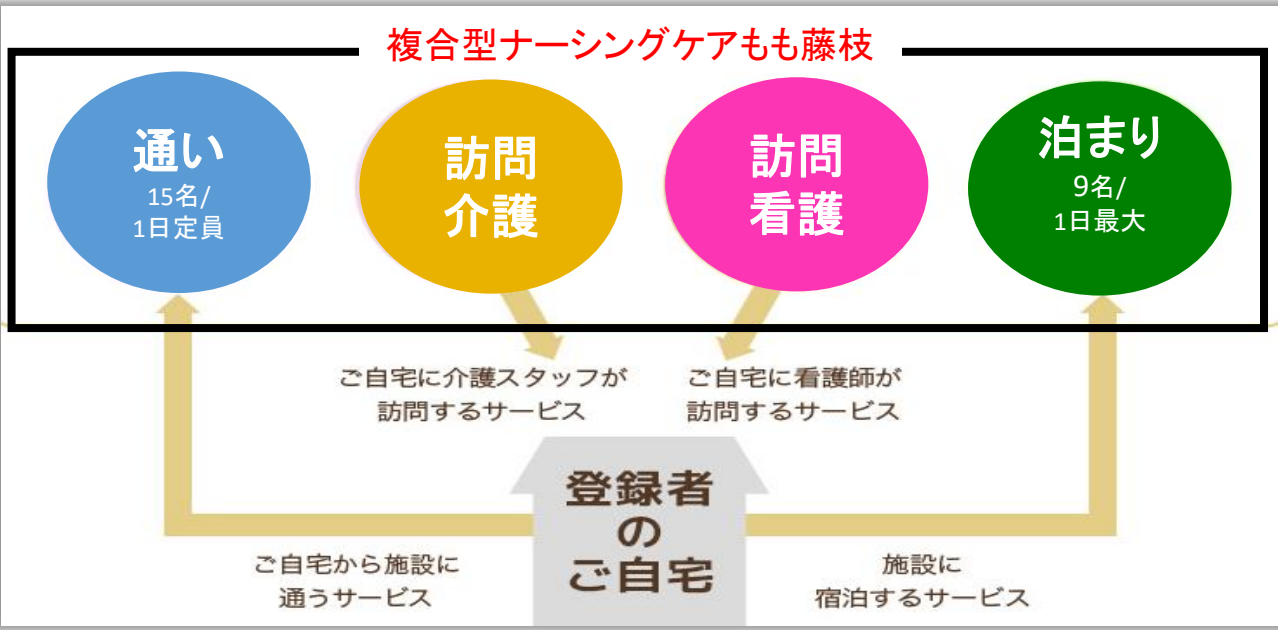 複合型ナーシングケアもも藤枝
通い
15名/
1日定員
訪問
介護
訪問
看護
泊まり
9名/
1日最大
ご自宅に介護スタッフが
訪問するサービス
ご自宅に看護師が
訪問するサービス
登録者
の
ご自宅
ご自宅から施設に
通うサービス
施設に
宿泊するサービス